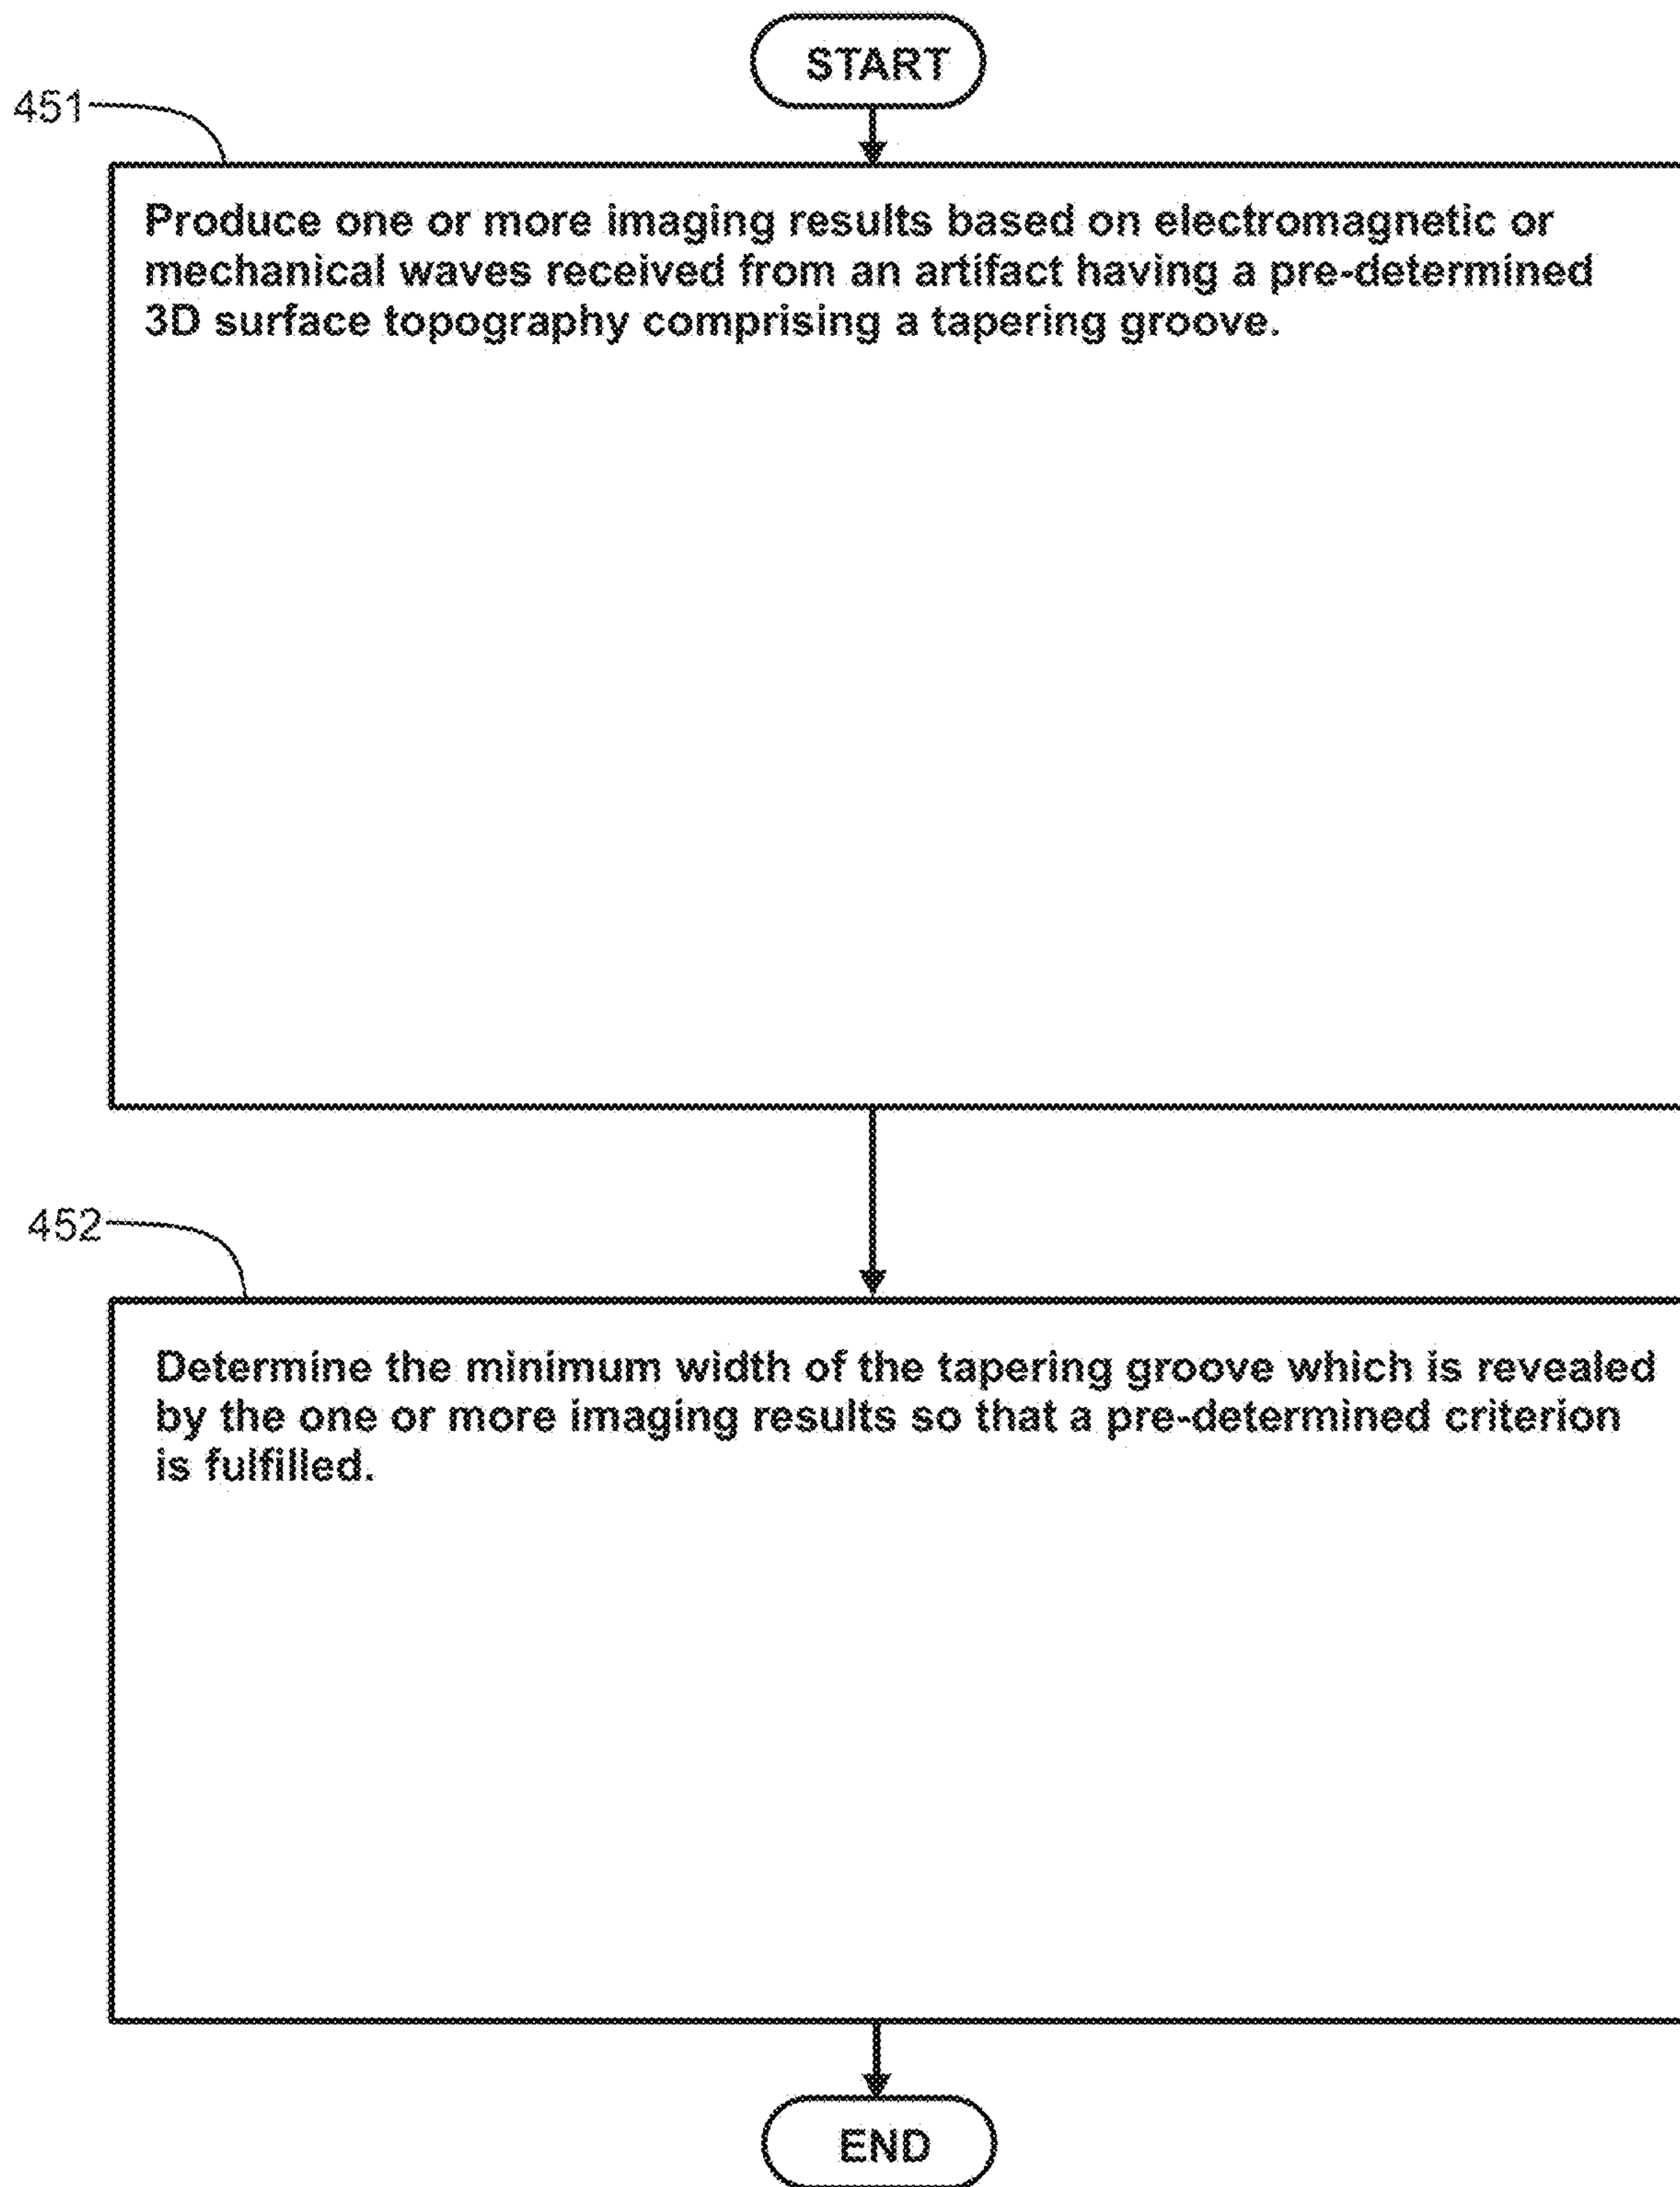 START
451
Produce one or more imaging results based on electromagnetic or
mechanical waves received from an artifact having a pre-determined
3D surface topography comprising a tapering groove.
452
Determine the minimum width of the tapering groove which is revealed
by the one or more imaging results so that a pre-determined criterion
is fulfilled.
END